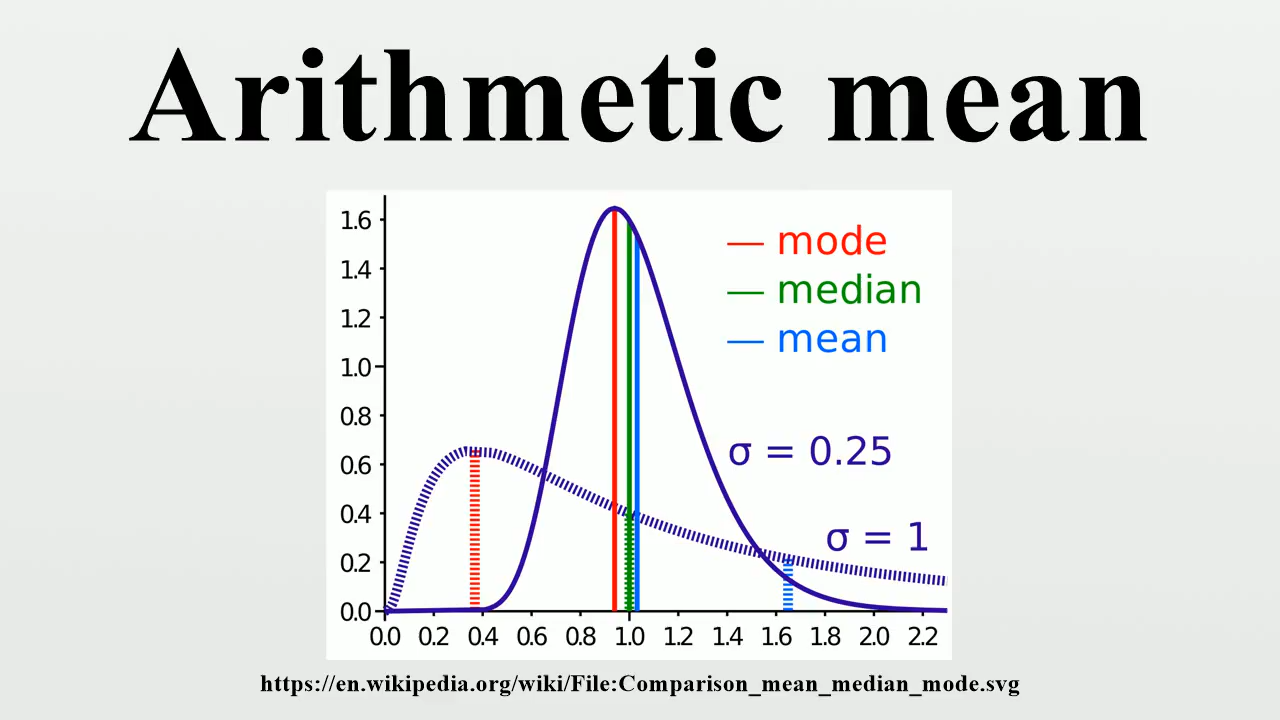 Arithmetic mean
1.6
1.4
1.2
1.0
0.8
0.6
0.4
0.2
0.0
— mode
— median
— mean
σ = 0.25
σ = 1
0.0 0.2 0.4 0.6 0.8 1.0 1.2 1.4 1.6 1.8 2.0 2.2
https://en.wikipedia.org/wiki/File:Comparison_mean_median_mode.svg